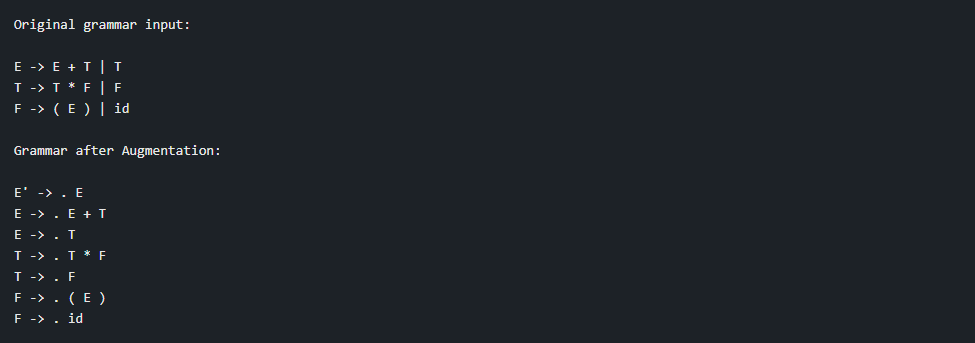 Original grammar input:
E -> E + T | T
T -> T * F | F
F -> ( E ) | id
Grammar after Augmentation:
E' -> . E
E -> . E + T
E -> . T
T -> . T * F
T -> . F
F -> . ( E )
F -> . id